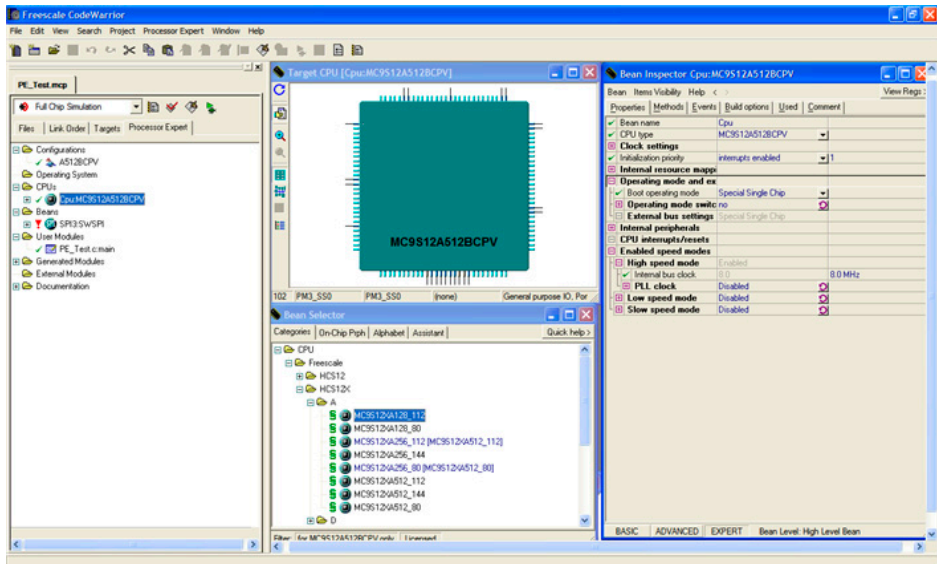 Freescale CodeWarrior
File Edit View Search Project Processor Expert Window Help
PE_Test.mcp
Full Chip Simulation
Files Link Order Targets Processor Expert
Configurations
A512BCPV
Operating System
CPUs
Cpu:MC9S12A512BCPV
Beans
SPI3:SWSPI
User Modules
PE_Test.c:main
Generated Modules
External Modules
Documentation
Target CPU [Cpu:MC9S12A512BCPV]
MC9S12A512BCPV
102 PM3_SS0 PM3_SS0 (none) General purpose IO, Por
Bean Selector
Categories On-Chip Prph Alphabet Assistant Quick help >
CPU
Freescale
HCS12
HCS12X
A
MC9S12XA128_112
MC9S12XA128_80
MC9S12XA256_112 [MC9S12XA512_112]
MC9S12XA256_144
MC9S12XA256_80 [MC9S12XA512_80]
MC9S12XA512_112
MC9S12XA512_144
MC9S12XA512_80
D
Filter: for MC9S12A512BCPV only Licensed
Bean Inspector Cpu:MC9S12A512BCPV
Bean Items Visibility Help < > View Regs >
Properties Methods Events Build options Used Comment
Bean name Cpu
CPU type MC9S12A512BCPV
Clock settings
Initialization priority interrupts enabled 1
Internal resource mapp
Operating mode and ex
Boot operating mode Special Single Chip
Operating mode switc no
External bus settings Special Single Chip
Internal peripherals
CPU interrupts/resets
Enabled speed modes
High speed mode Enabled
Internal bus clock 8.0 8.0 MHz
PLL clock Disabled
Low speed mode Disabled
Slow speed mode Disabled
BASIC ADVANCED EXPERT Bean Level: High Level Bean